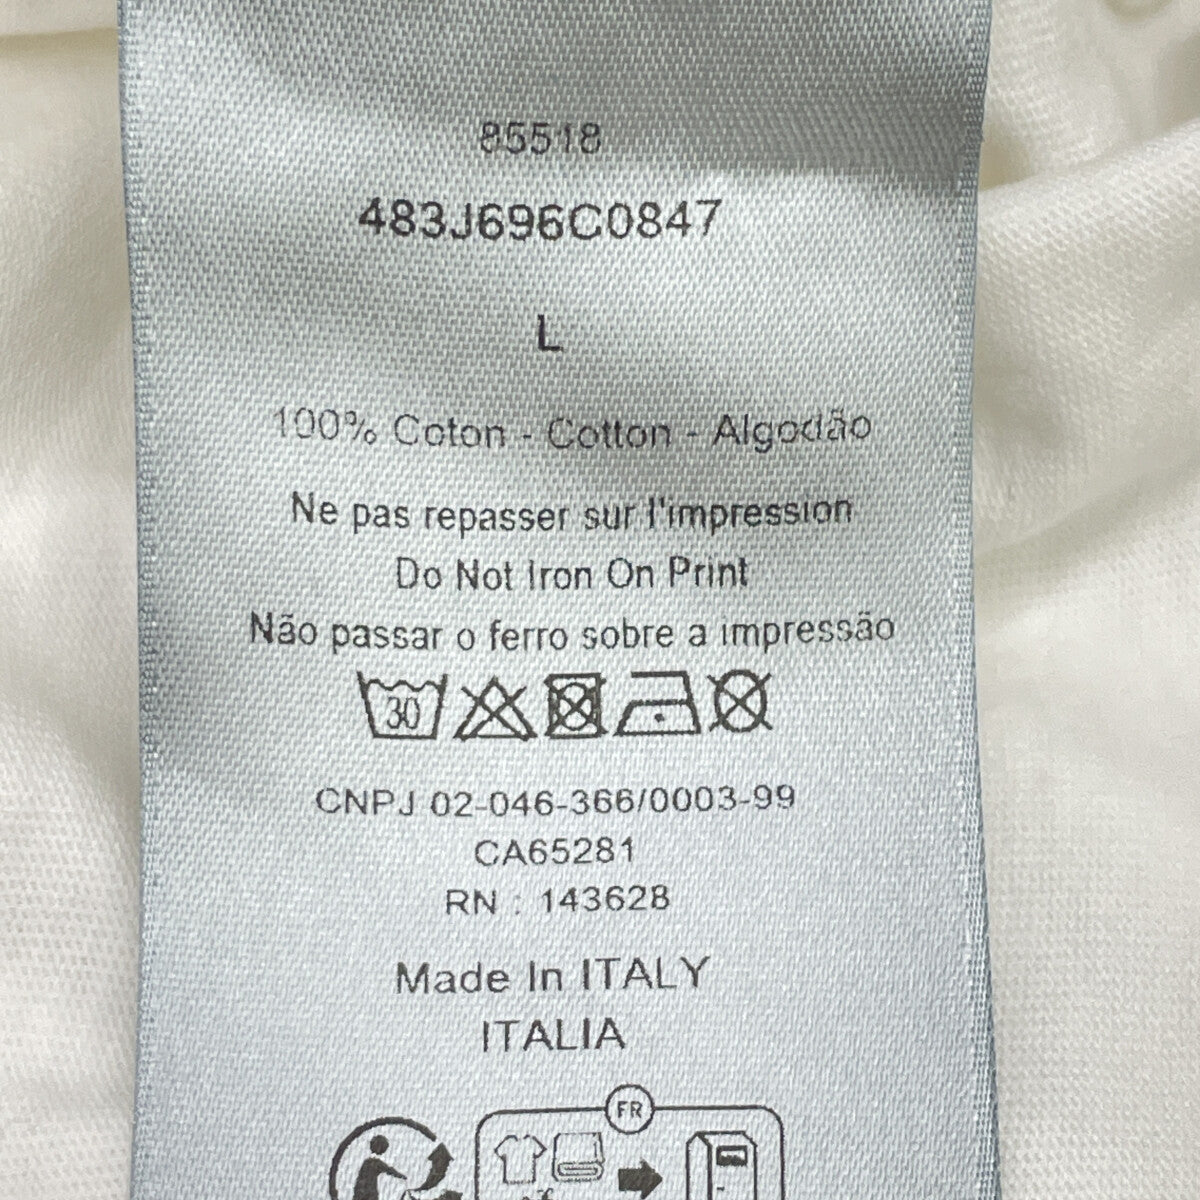 85518
483J696C0847
L
100% Coton - Cotton - Algodão
Ne pas repasser sur l'impression
Do Not Iron On Print
Não passar o ferro sobre a impressão
30
CNPJ 02-046-366/0003-99
CA65281
RN : 143628
Made In ITALY
ITALIA
FR